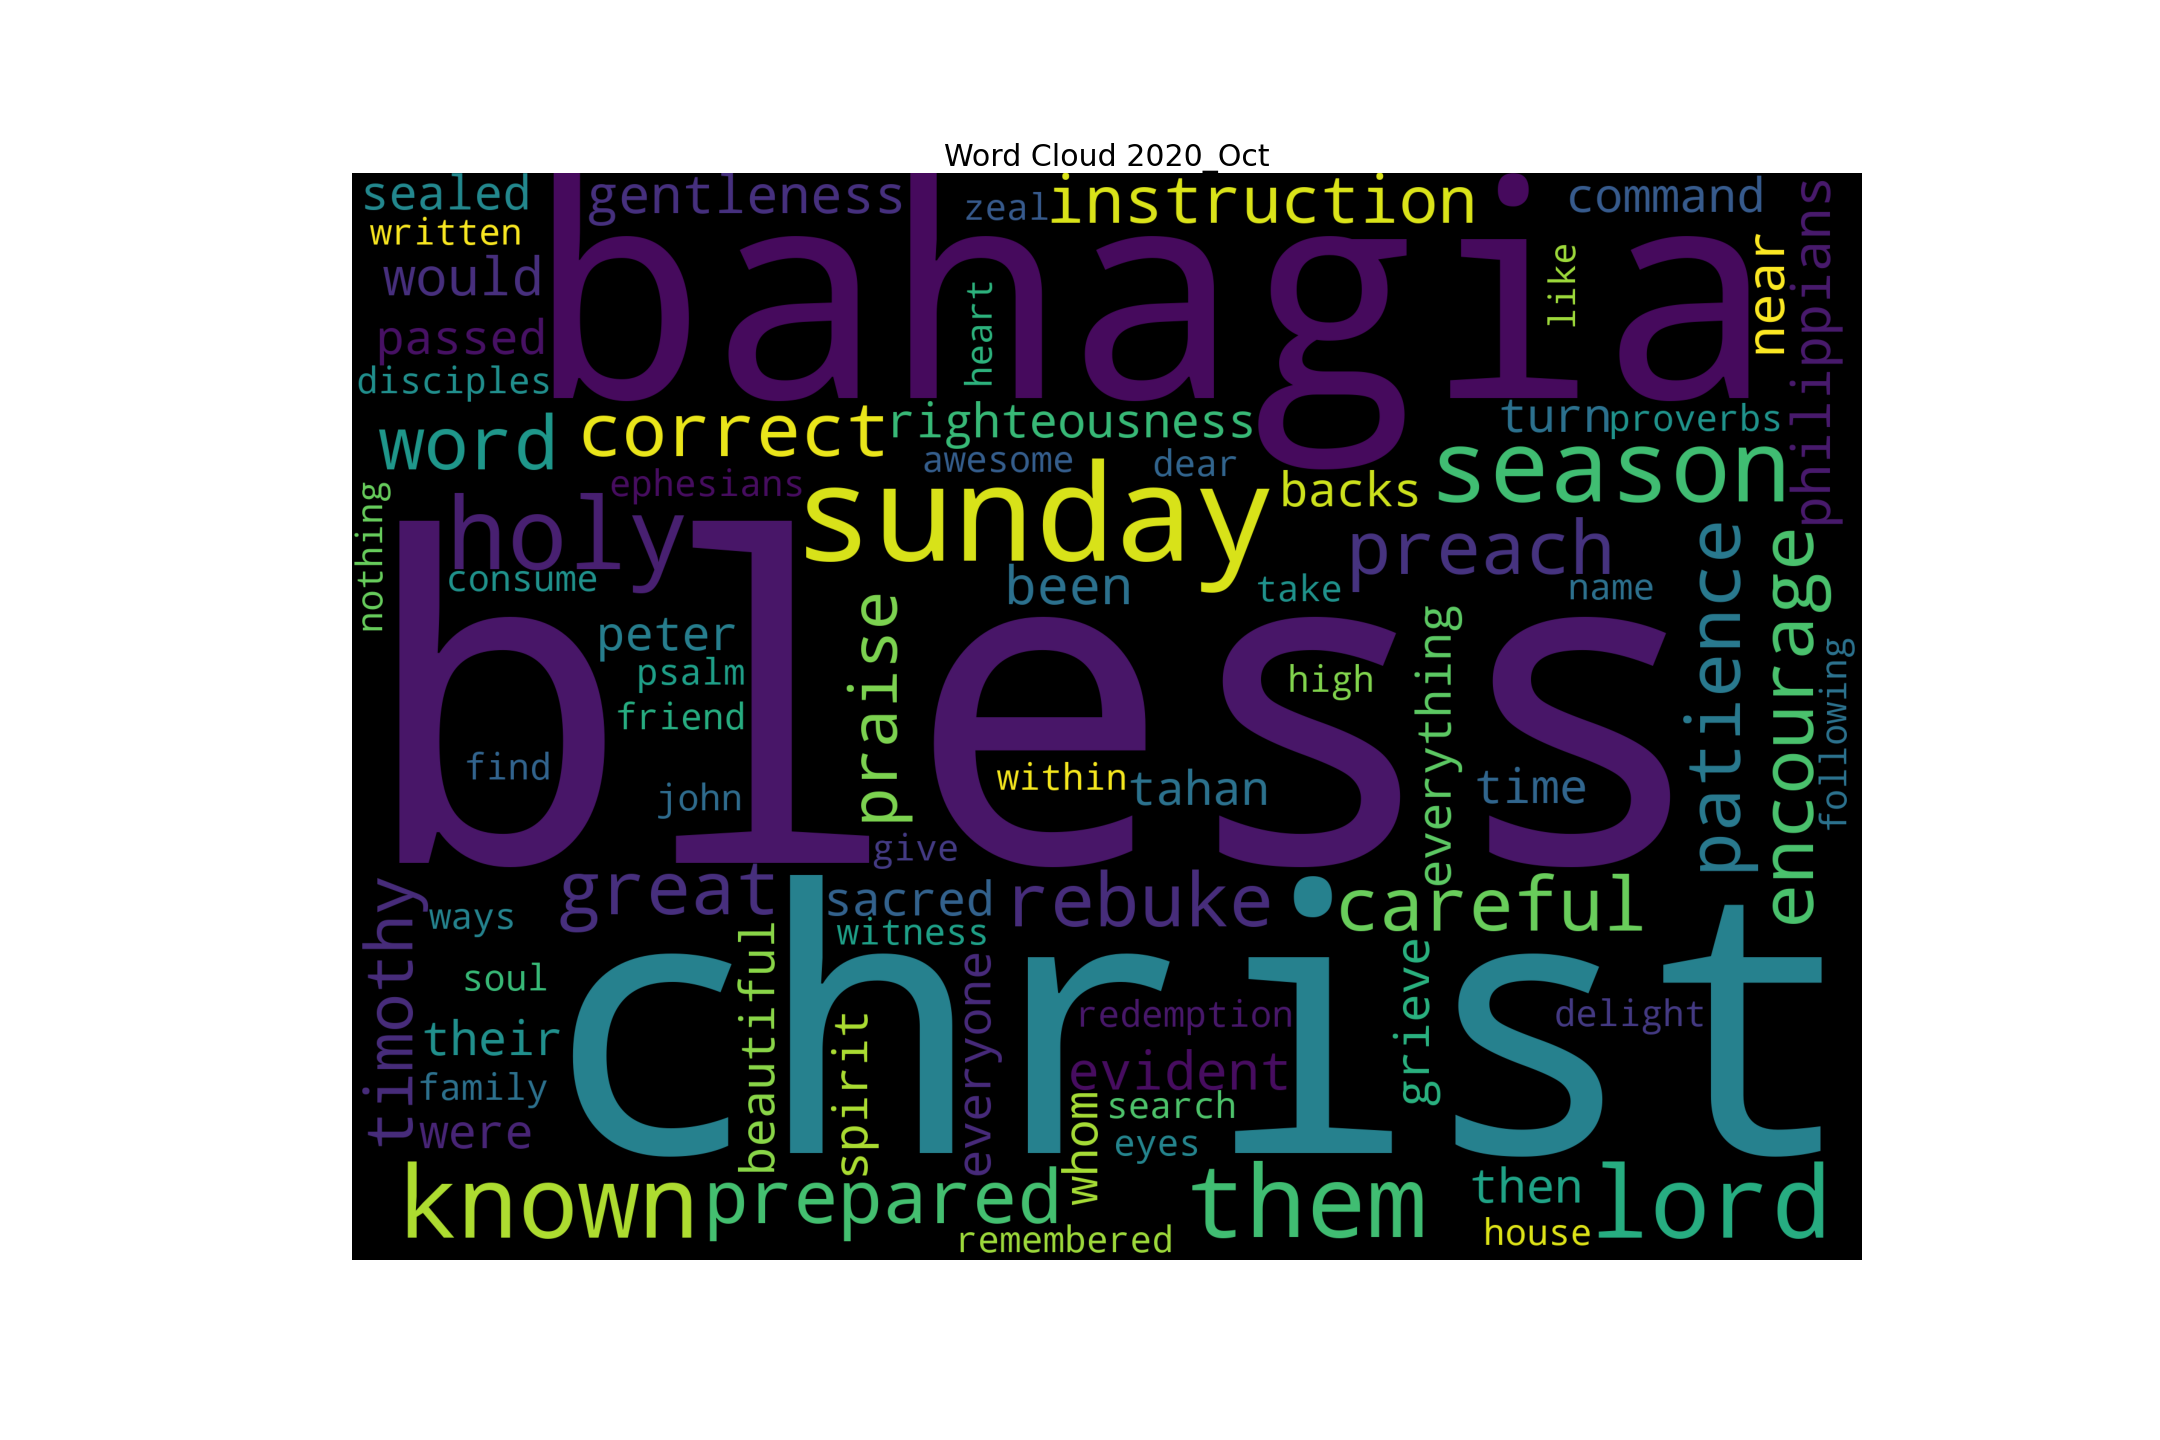 Word Cloud 2020_Oct
sealed
gentleness
zeal
instruction
command
written
bahagia
would
passed
disciples
heart
like
near
philippians
word
correct
righteousness
turn
proverbs
awesome
dear
season
ephesians
sunday
backs
nothing
holy
preach
consume
been
take
name
patience
encourage
bless
peter
psalm
friend
praise
high
everything
following
find
john
within
tahan
time
give
timothy
great
sacred
rebuke
careful
ways
witness
christ
soul
beautiful
spirit
everyone
redemption
grieve
delight
their
evident
family
search
whom
were
eyes
known
prepared
them
then
lord
remembered
house